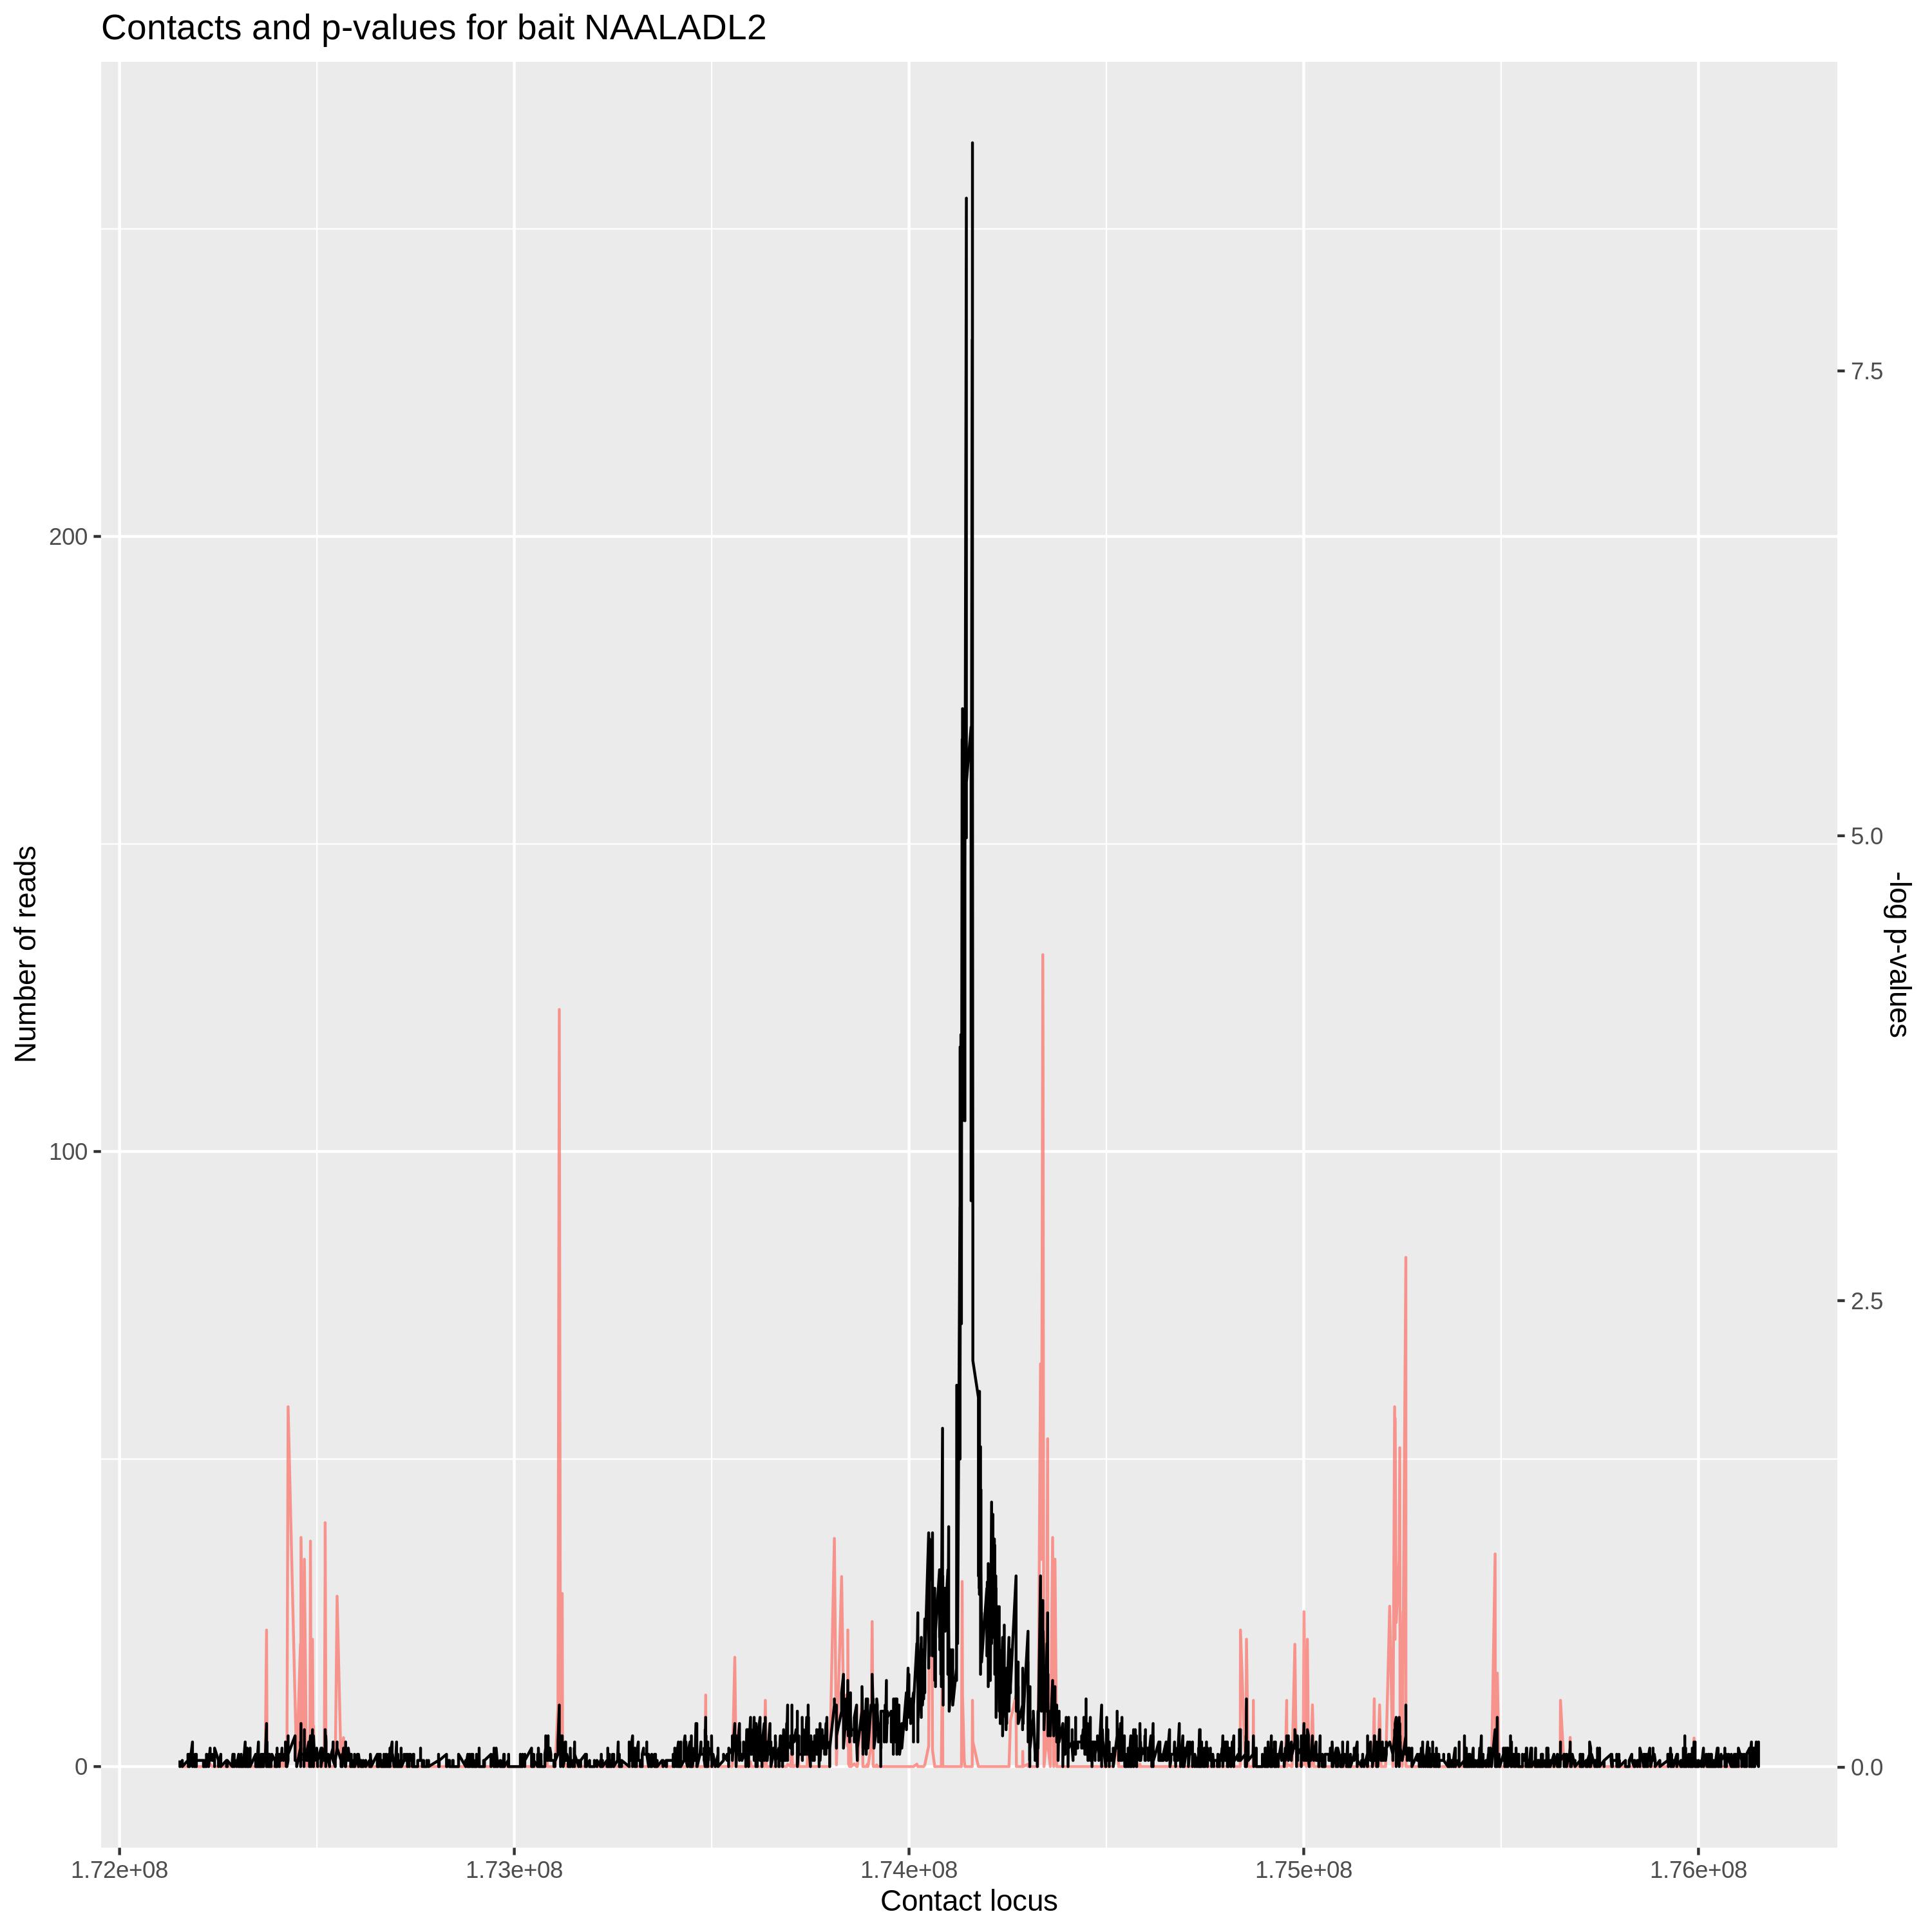 Contacts and p-values for bait NAALADL2
Number of reads
200
100
0
7.5
5.0
2.5
0.0
-log p-values
1.72e+08 1.73e+08 1.74e+08 1.75e+08 1.76e+08
Contact locus